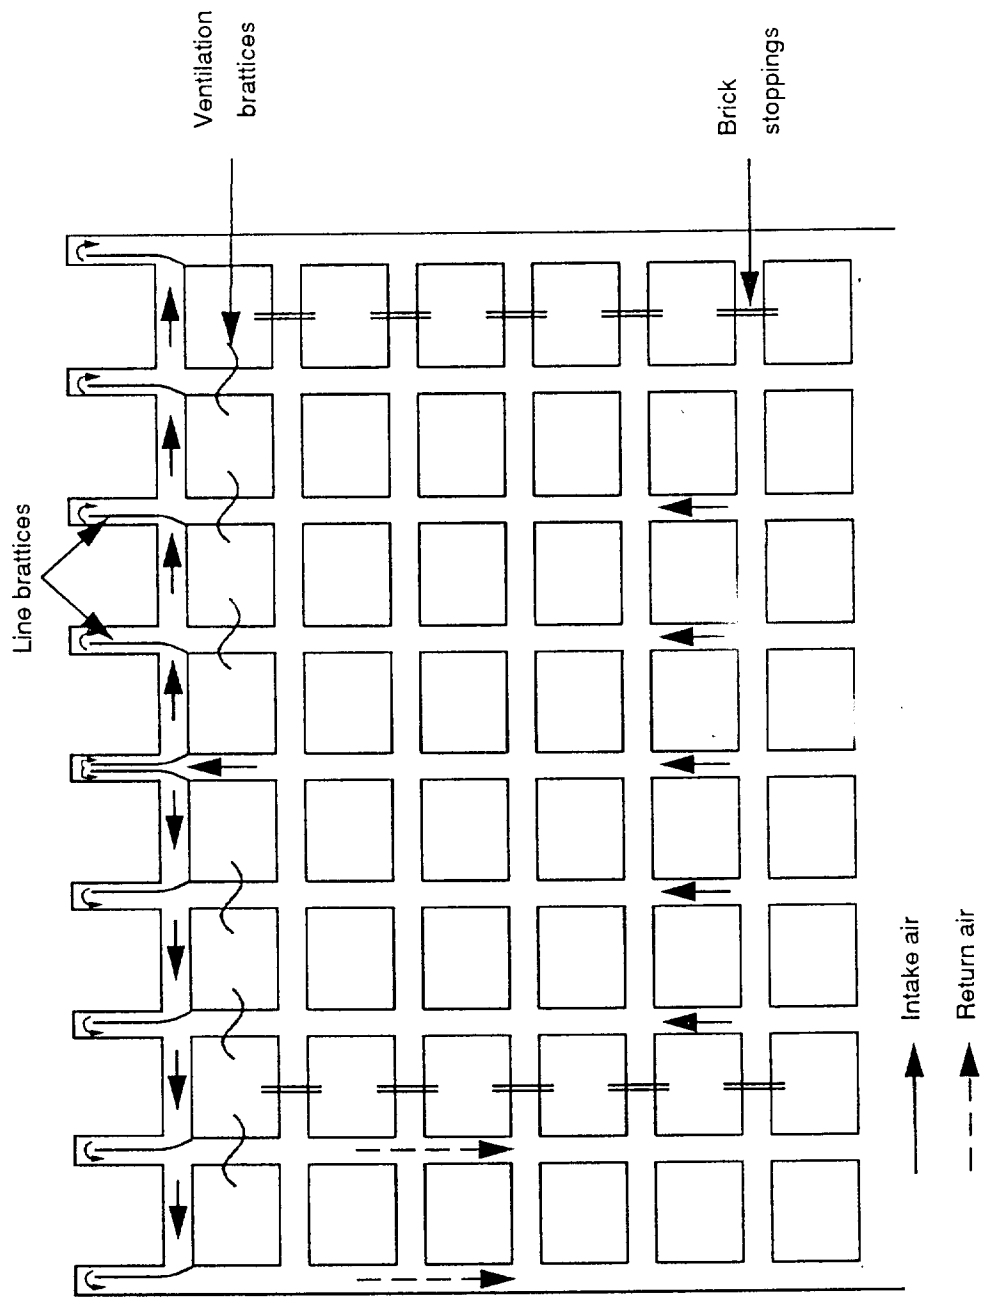 Ventilation
brattices
Brick
stoppings
Line brattices
Intake air
Return air